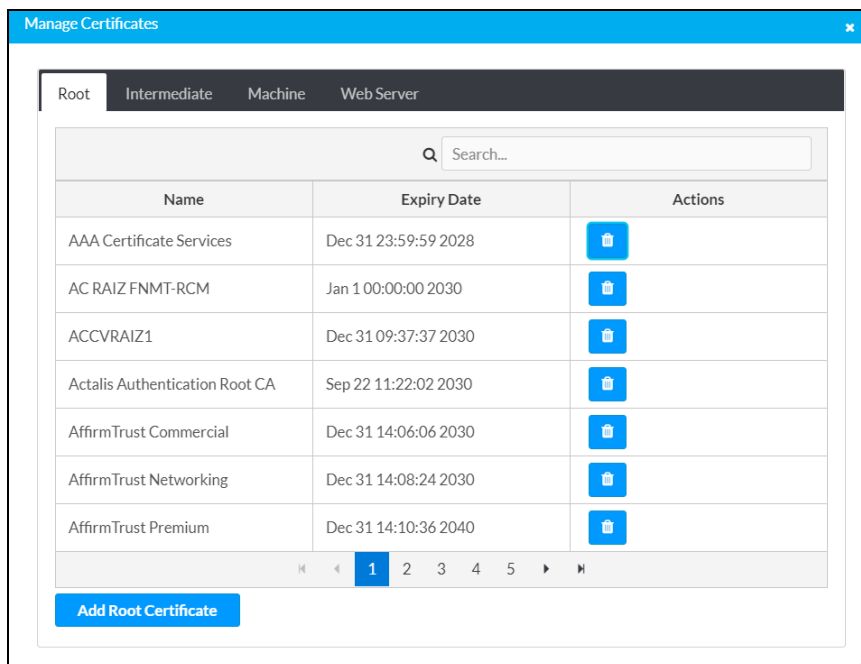 Manage Certificates
Root Intermediate Machine Web Server
Search...
Name Expiry Date Actions
AAA Certificate Services Dec 31 23:59:59 2028
AC RAIZ FNMT-RCM Jan 1 00:00:00 2030
ACCVRAIZ1 Dec 31 09:37:37 2030
Actalis Authentication Root CA Sep 22 11:22:02 2030
AffirmTrust Commercial Dec 31 14:06:06 2030
AffirmTrust Networking Dec 31 14:08:24 2030
AffirmTrust Premium Dec 31 14:10:36 2040
1 2 3 4 5
Add Root Certificate